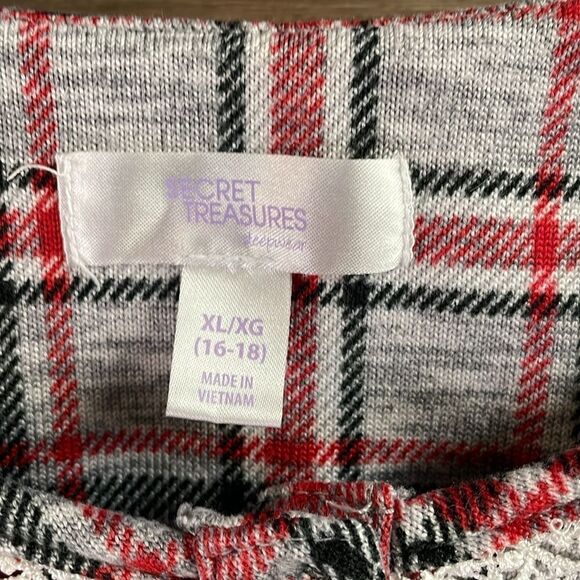 SECRET
TREASURES
sleepwear
XL/XG
(16-18)
MADE IN
VIETNAM